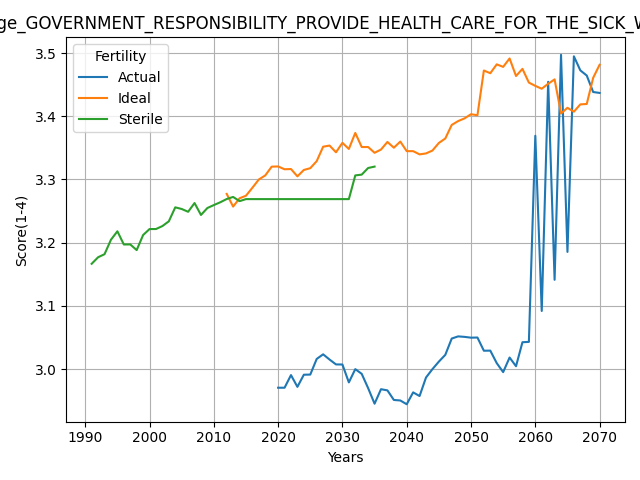 ge_GOVERNMENT_RESPONSIBILITY_PROVIDE_HEALTH_CARE_FOR_THE_SICK_W
Fertility
Actual
Ideal
Sterile
Score(1-4)
3.5
3.4
3.3
3.2
3.1
3.0
1990 2000 2010 2020 2030 2040 2050 2060 2070
Years